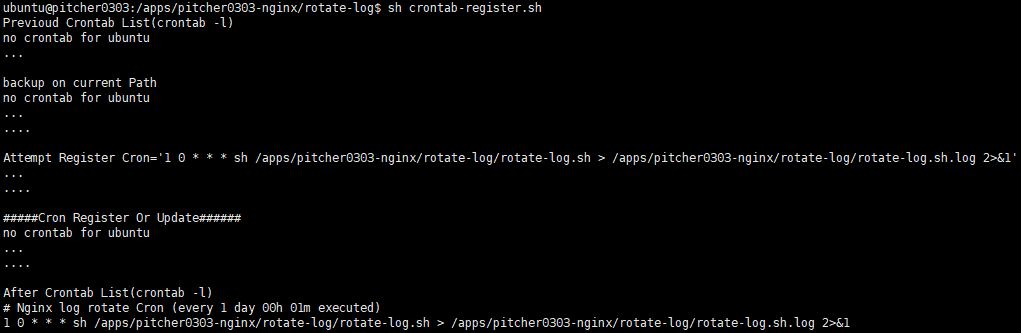 ubuntu@pitcher0303:/apps/pitcher0303-nginx/rotate-log$ sh crontab-register.sh
Previoud Crontab List(crontab -l)
no crontab for ubuntu
...
backup on current Path
no crontab for ubuntu
...
....
Attempt Register Cron='1 0 * * * sh /apps/pitcher0303-nginx/rotate-log/rotate-log.sh > /apps/pitcher0303-nginx/rotate-log/rotate-log.sh.log 2>&1'
...
....
#####Cron Register Or Update######
no crontab for ubuntu
...
....
After Crontab List(crontab -l)
# Nginx log rotate Cron (every 1 day 00h 01m executed)
1 0 * * * sh /apps/pitcher0303-nginx/rotate-log/rotate-log.sh > /apps/pitcher0303-nginx/rotate-log/rotate-log.sh.log 2>&1